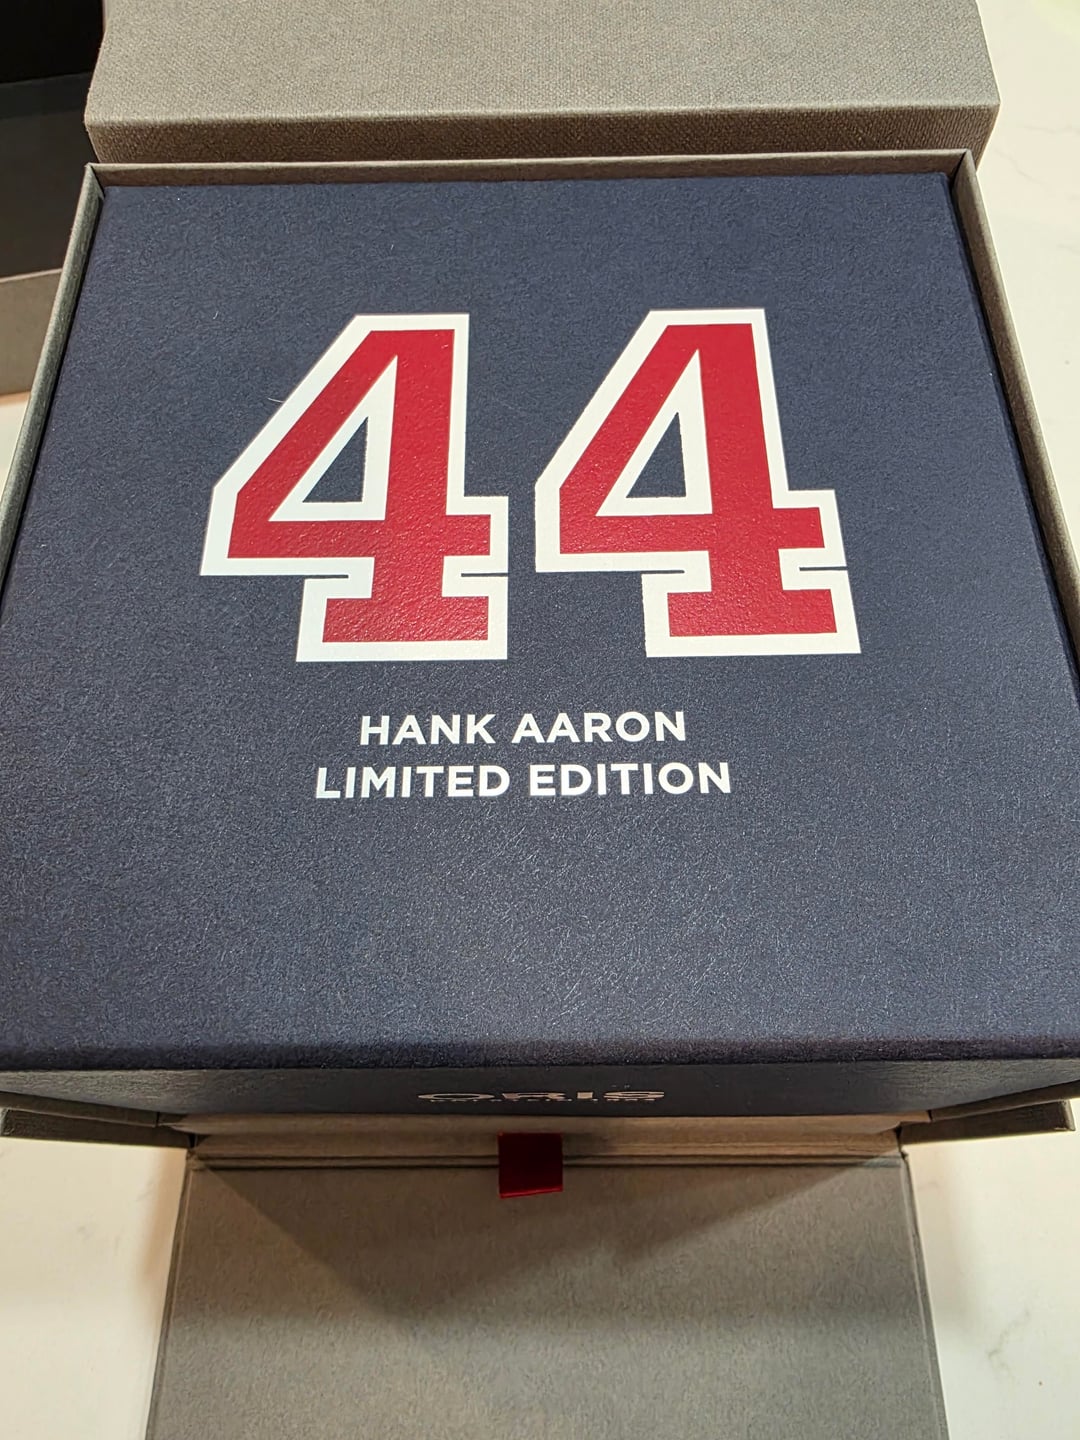 44
HANK AARON
LIMITED EDITION
ORIS